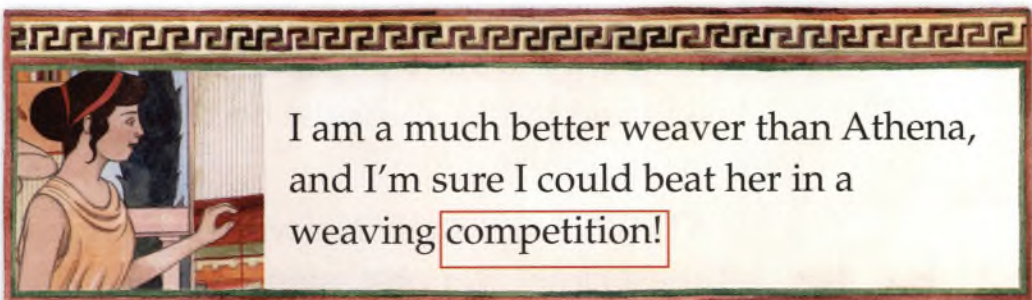 I am a much better weaver than Athena,
and I'm sure I could beat her in a
weaving competition!